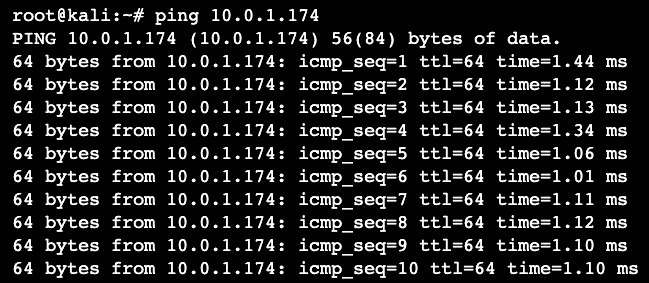 root@kali:~# ping 10.0.1.174
PING 10.0.1.174 (10.0.1.174) 56(84) bytes of data.
64 bytes from 10.0.1.174: icmp_seq=1 ttl=64 time=1.44 ms
64 bytes from 10.0.1.174: icmp_seq=2 ttl=64 time=1.12 ms
64 bytes from 10.0.1.174: icmp_seq=3 ttl=64 time=1.13 ms
64 bytes from 10.0.1.174: icmp_seq=4 ttl=64 time=1.34 ms
64 bytes from 10.0.1.174: icmp_seq=5 ttl=64 time=1.06 ms
64 bytes from 10.0.1.174: icmp_seq=6 ttl=64 time=1.01 ms
64 bytes from 10.0.1.174: icmp_seq=7 ttl=64 time=1.11 ms
64 bytes from 10.0.1.174: icmp_seq=8 ttl=64 time=1.12 ms
64 bytes from 10.0.1.174: icmp_seq=9 ttl=64 time=1.10 ms
64 bytes from 10.0.1.174: icmp_seq=10 ttl=64 time=1.10 ms